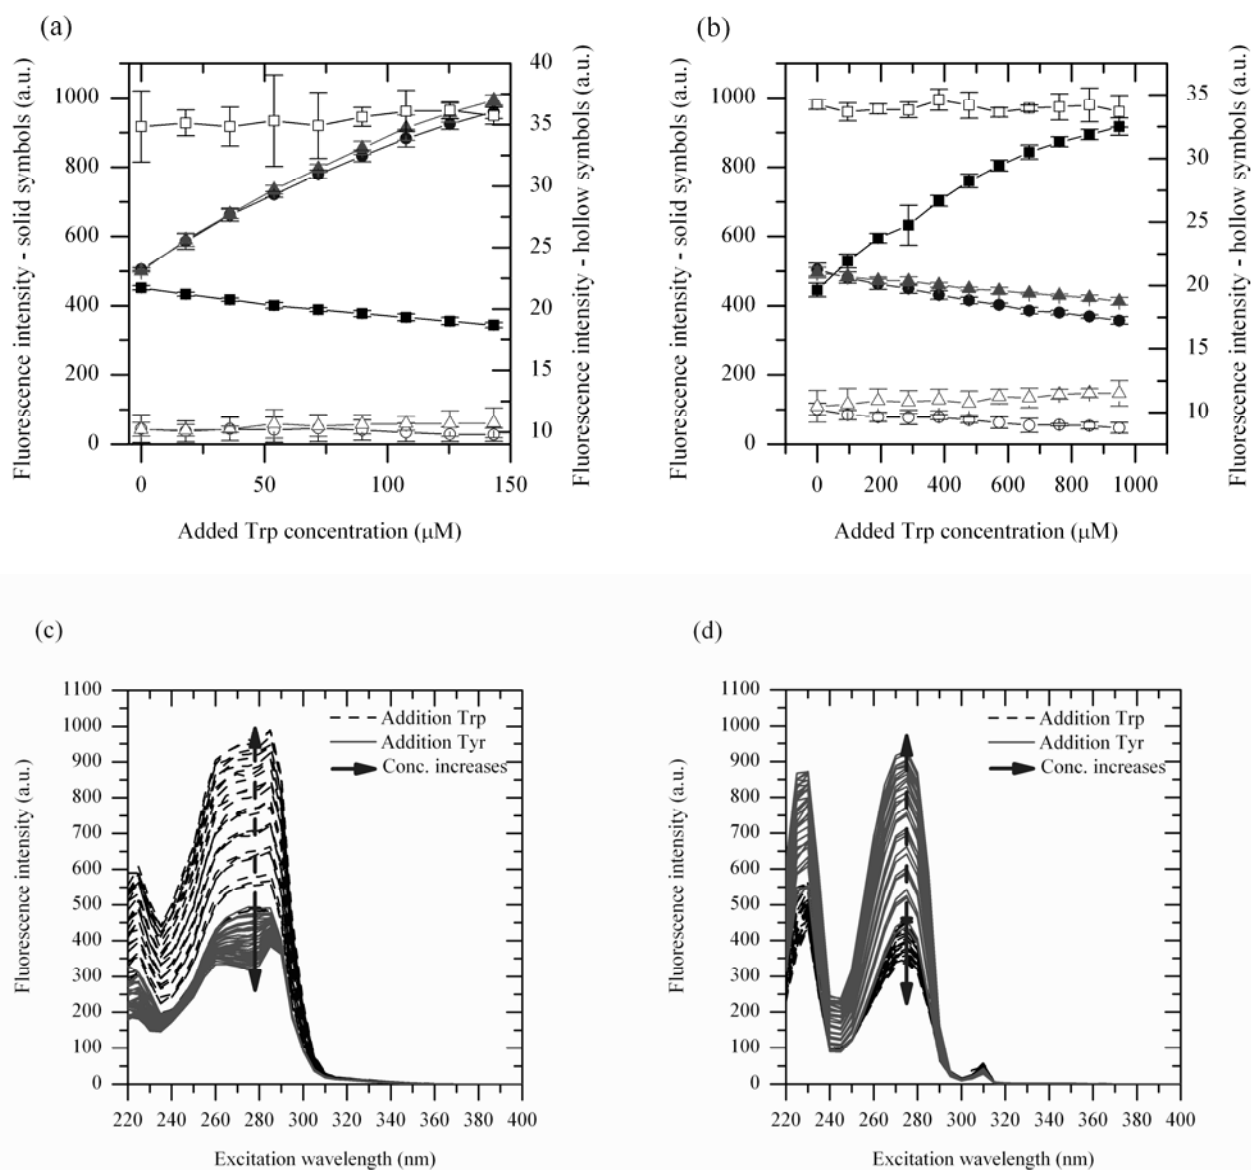 (a)
(b)
Fluorescence intensity - solid symbols (a.u.)
1000
800
600
400
200
0
40
35
30
25
20
15
10
Fluorescence intensity - hollow symbols (a.u.)
0 50 100 150
Added Trp concentration (μM)
Fluorescence intensity - solid symbols (a.u.)
1000
800
600
400
200
0
35
30
25
20
15
10
Fluorescence intensity - hollow symbols (a.u.)
0 200 400 600 800 1000
Added Trp concentration (μM)
(c)
(d)
Fluorescence intensity (a.u.)
1100
1000
900
800
700
600
500
400
300
200
100
0
Addition Trp
Addition Tyr
Conc. increases
220 240 260 280 300 320 340 360 380 400
Excitation wavelength (nm)
Fluorescence intensity (a.u.)
1100
1000
900
800
700
600
500
400
300
200
100
0
Addition Trp
Addition Tyr
Conc. increases
220 240 260 280 300 320 340 360 380 400
Excitation wavelength (nm)